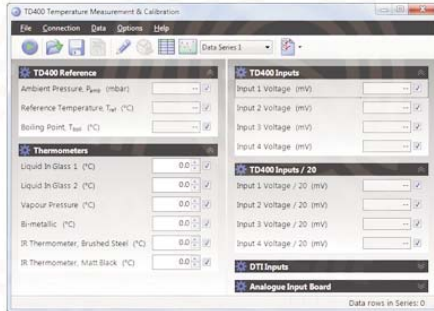 TD400 Temperature Measurement & Calibration
File Connection Data Options Help
Data Series 1
TD400 Reference
Ambient Pressure, Pamb (mbar) --
Reference Temperature, Tref (°C) --
Boiling Point, Tboil (°C) --
Thermometers
Liquid In Glass 1 (°C) 0.0
Liquid In Glass 2 (°C) 0.0
Vapour Pressure (°C) 0.0
Bi-metallic (°C) 0.0
IR Thermometer, Brushed Steel (°C) 0.0
IR Thermometer, Matt Black (°C) 0.0
TD400 Inputs
Input 1 Voltage (mV) --
Input 2 Voltage (mV) --
Input 3 Voltage (mV) --
Input 4 Voltage (mV) --
TD400 Inputs / 20
Input 1 Voltage / 20 (mV) --
Input 2 Voltage / 20 (mV) --
Input 3 Voltage / 20 (mV) --
Input 4 Voltage / 20 (mV) --
DTI Inputs
Analogue Input Board
Data rows in Series: 0